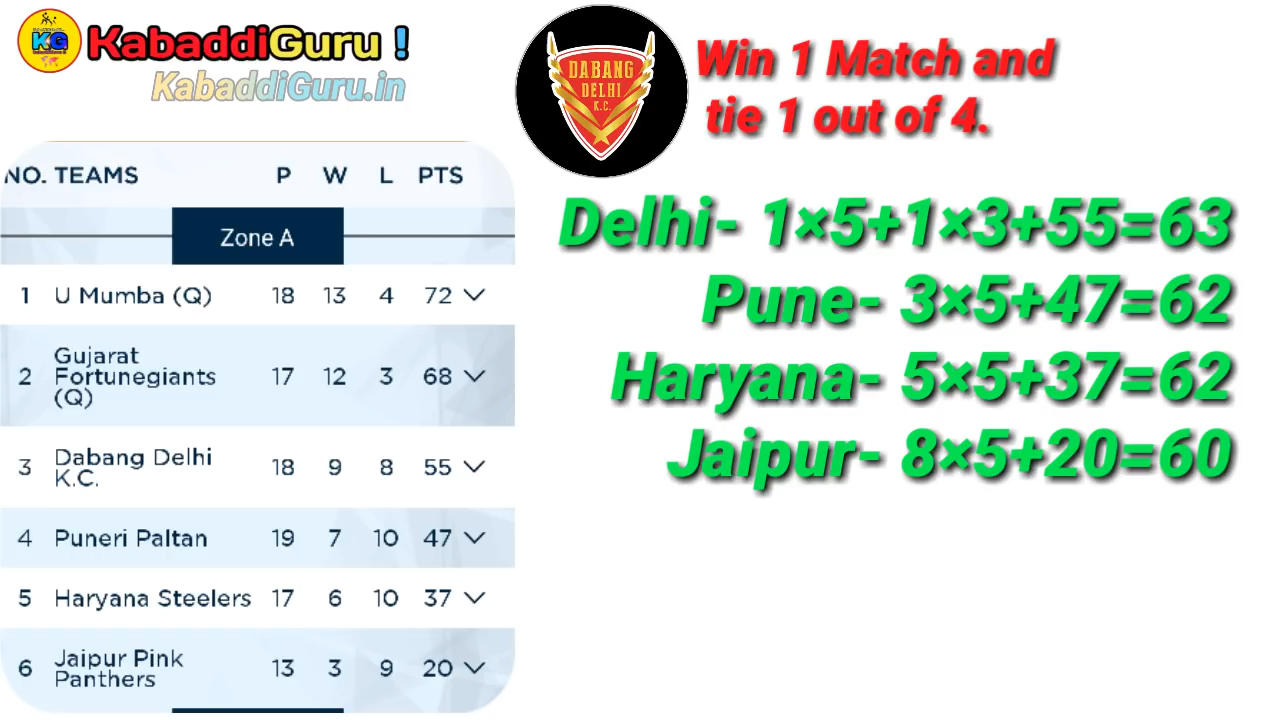 KG
KabaddiGuru !
KabaddiGuru.in
DABANG
DELHI
K.C.
Win 1 Match and
tie 1 out of 4.
NO. TEAMS P W L PTS
Zone A
1 U Mumba (Q) 18 13 4 72
2 Gujarat Fortunegiants (Q) 17 12 3 68
3 Dabang Delhi K.C. 18 9 8 55
4 Puneri Paltan 19 7 10 47
5 Haryana Steelers 17 6 10 37
6 Jaipur Pink Panthers 13 3 9 20
Delhi- 1×5+1×3+55=63
Pune- 3×5+47=62
Haryana- 5×5+37=62
Jaipur- 8×5+20=60